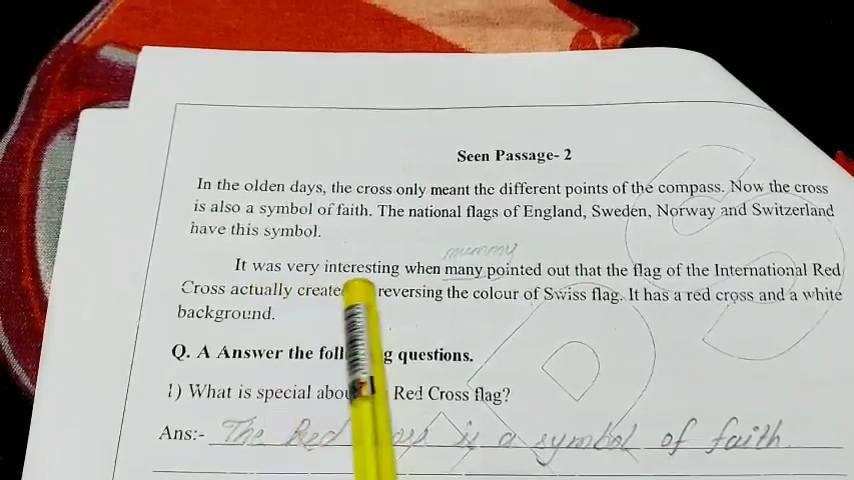 Seen Passage- 2
In the olden days, the cross only meant the different points of the compass. Now the cross
is also a symbol of faith. The national flags of England, Sweden, Norway and Switzerland
have this symbol.
mummy
It was very interesting when many pointed out that the flag of the International Red
Cross actually create reversing the colour of Swiss flag. It has a red cross and a white
background.
Q. A Answer the foll g questions.
1) What is special abou Red Cross flag?
Ans:- The Red is a symbol of faith.